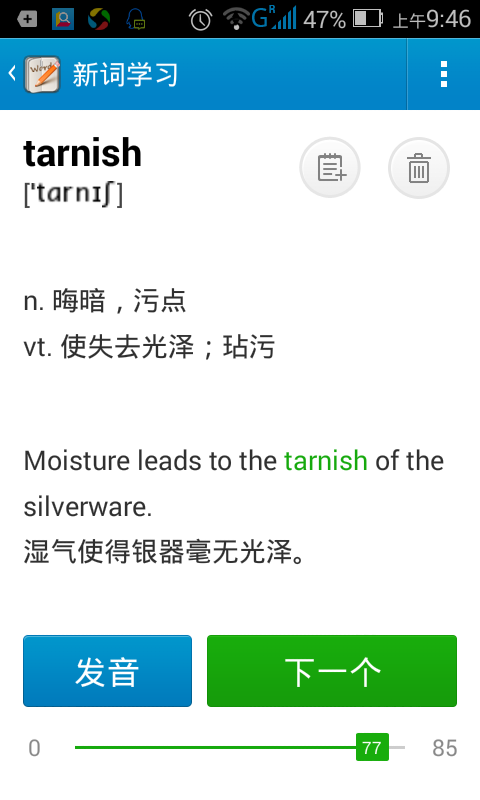 G R 47% 上午9:46
Words 新词学习
tarnish
['tɑrnɪʃ]
n. 晦暗，污点
vt. 使失去光泽；玷污
Moisture leads to the tarnish of the
silverware.
湿气使得银器毫无光泽。
发音 下一个
0 77 85